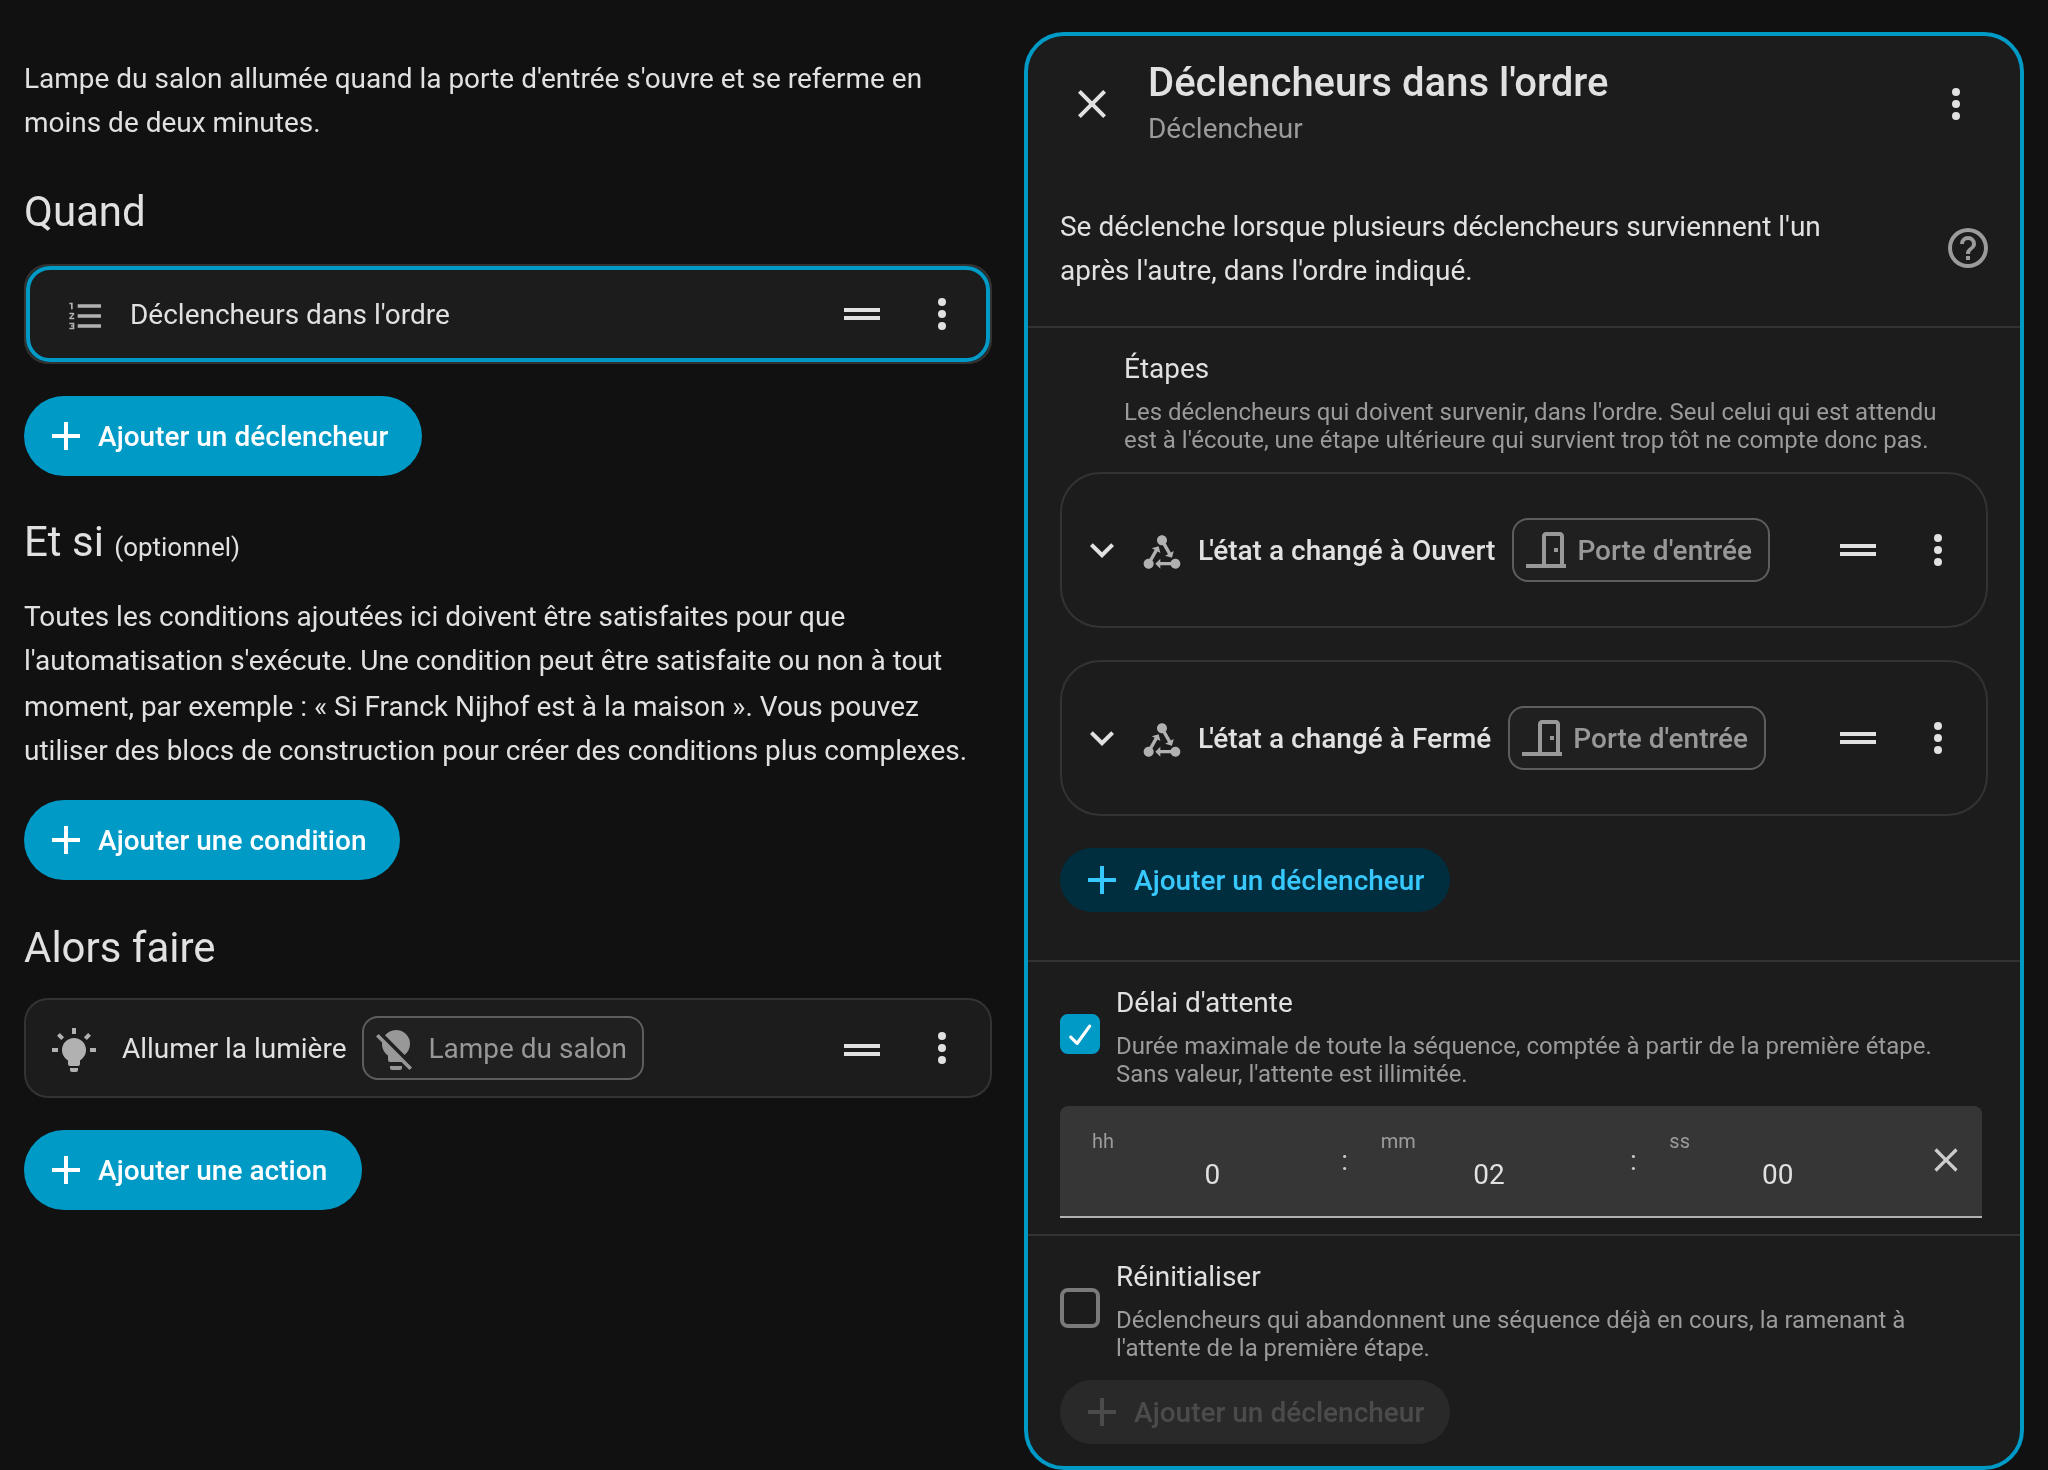 Lampe du salon allumée quand la porte d'entrée s'ouvre et se referme en
moins de deux minutes.
Quand
Déclencheurs dans l'ordre
Ajouter un déclencheur
Et si (optionnel)
Toutes les conditions ajoutées ici doivent être satisfaites pour que
l'automatisation s'exécute. Une condition peut être satisfaite ou non à tout
moment, par exemple : « Si Franck Nijhof est à la maison ». Vous pouvez
utiliser des blocs de construction pour créer des conditions plus complexes.
Ajouter une condition
Alors faire
Allumer la lumière Lampe du salon
Ajouter une action
Déclencheurs dans l'ordre
Déclencheur
Se déclenche lorsque plusieurs déclencheurs surviennent l'un
après l'autre, dans l'ordre indiqué.
Étapes
Les déclencheurs qui doivent survenir, dans l'ordre. Seul celui qui est attendu
est à l'écoute, une étape ultérieure qui survient trop tôt ne compte donc pas.
L'état a changé à Ouvert Porte d'entrée
L'état a changé à Fermé Porte d'entrée
Ajouter un déclencheur
Délai d'attente
Durée maximale de toute la séquence, comptée à partir de la première étape.
Sans valeur, l'attente est illimitée.
hh mm ss
0 : 02 : 00
Réinitialiser
Déclencheurs qui abandonnent une séquence déjà en cours, la ramenant à
l'attente de la première étape.
Ajouter un déclencheur